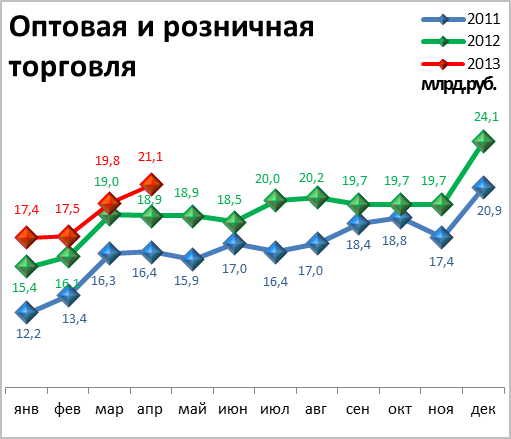 Оптовая и розничная
торговля
2011
2012
2013
млрд.руб.
24,1
19,8 21,1
19,0 18,9 18,9 18,5 20,0 20,2 19,7 19,7 19,7
17,4 17,5
20,9
15,4 16,1 16,3 16,4 15,9 17,0 16,4 17,0 18,4 18,8 17,4
12,2 13,4
янв фев мар апр май июн июл авг сен окт ноя дек